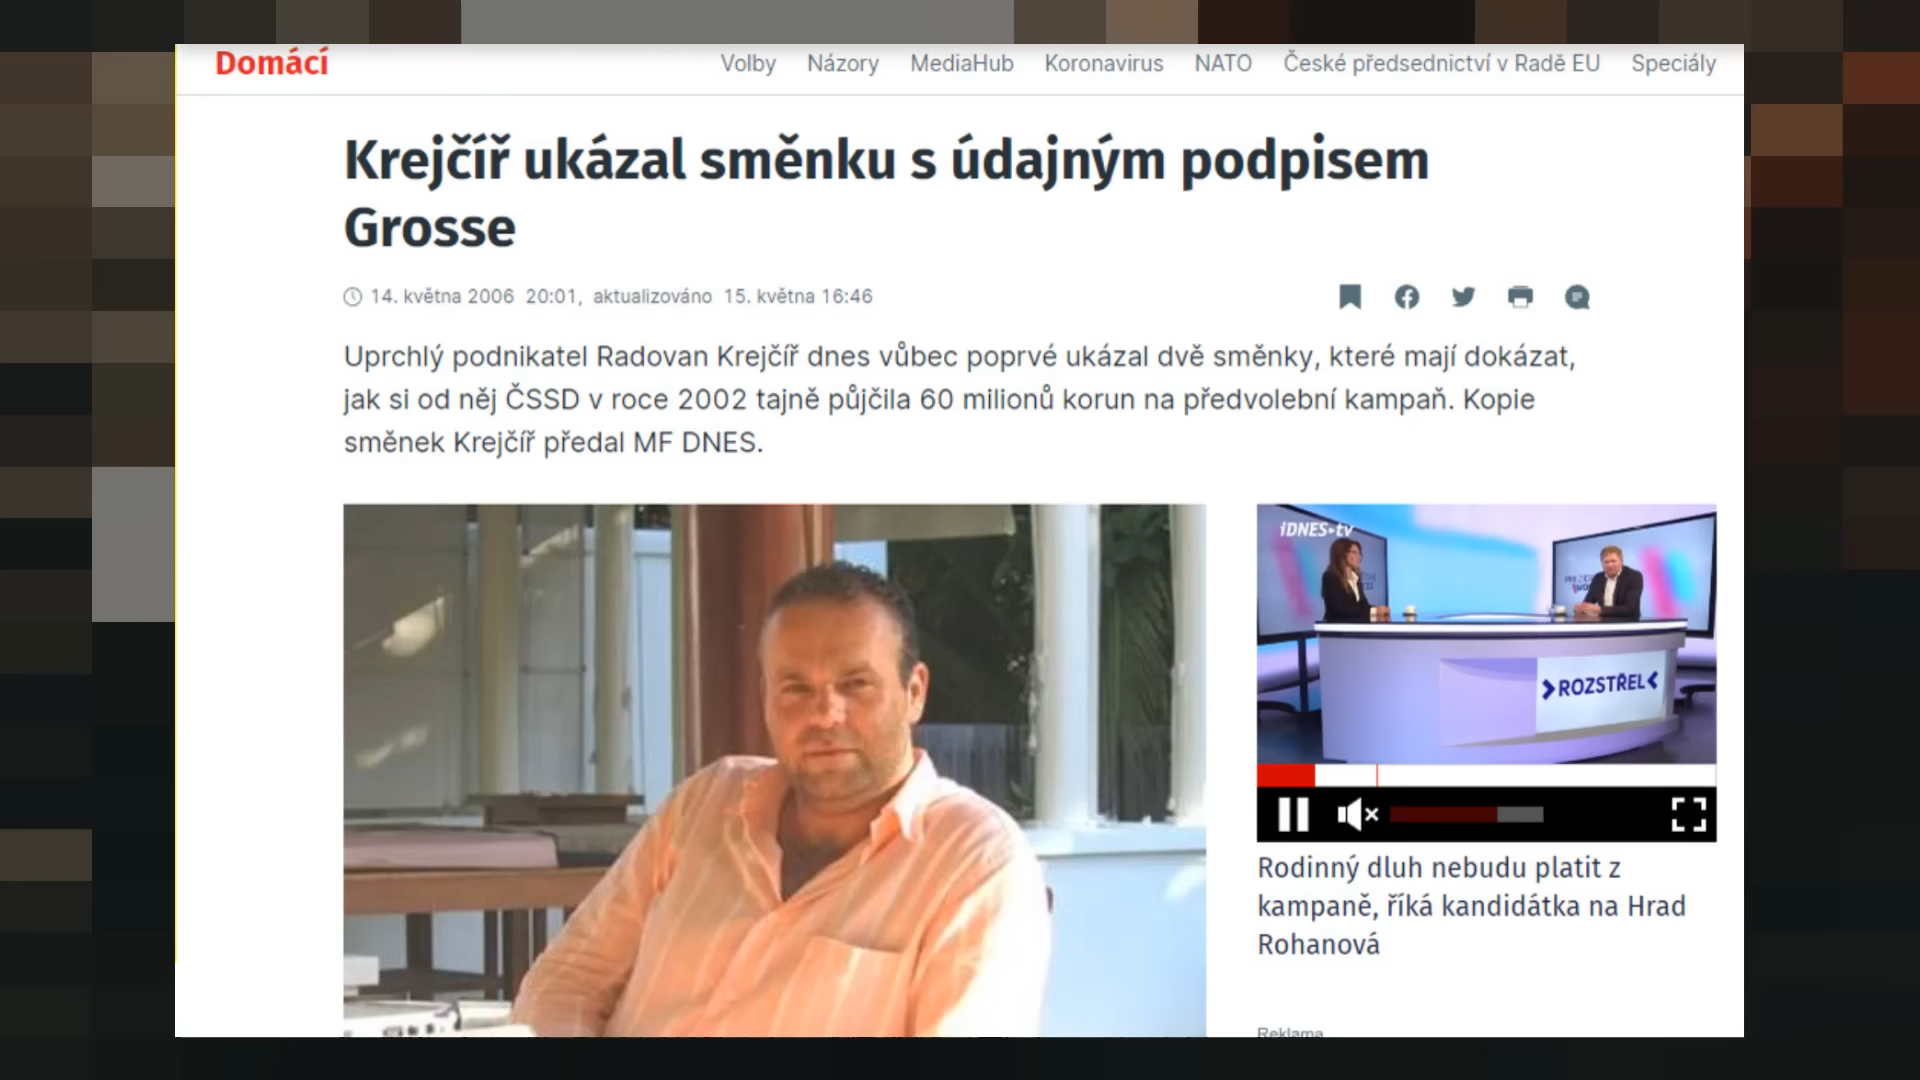 Domácí
Volby Názory MediaHub Koronavirus NATO České předsednictví v Radě EU Speciály
Krejčíř ukázal směnku s údajným podpisem
Grosse
14. května 2006 20:01, aktualizováno 15. května 16:46
Uprchlý podnikatel Radovan Krejčíř dnes vůbec poprvé ukázal dvě směnky, které mají dokázat,
jak si od něj ČSSD v roce 2002 tajně půjčila 60 milionů korun na předvolební kampaň. Kopie
směnek Krejčíř předal MF DNES.
iDNES•tv
ROZSTŘEL
Rodinný dluh nebudu platit z
kampaně, říká kandidátka na Hrad
Rohanová
Reklama